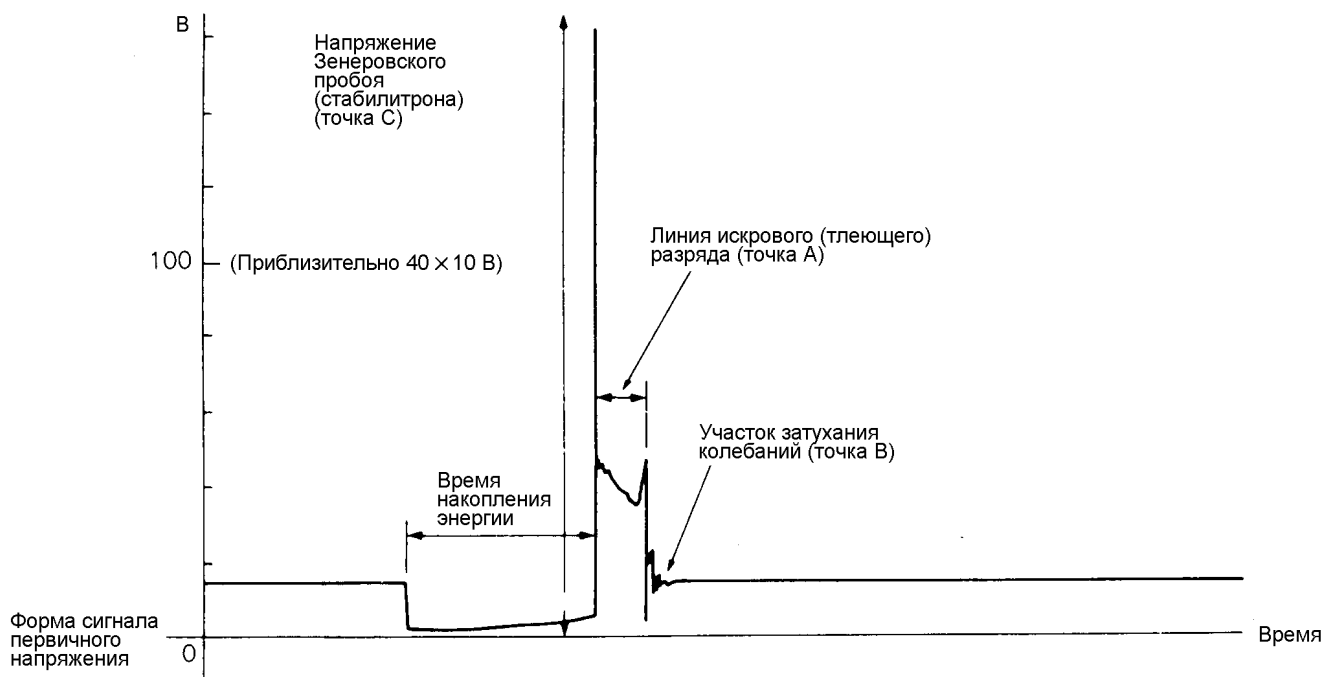 В
Напряжение
Зенеровского
пробоя
(стабилитрона)
(точка С)
Линия искрового (тлеющего)
разряда (точка А)
100
(Приблизительно 40 × 10 В)
Участок затухания
колебаний (точка В)
Время
накопления
энергии
Форма сигнала
первичного
напряжения
0
Время